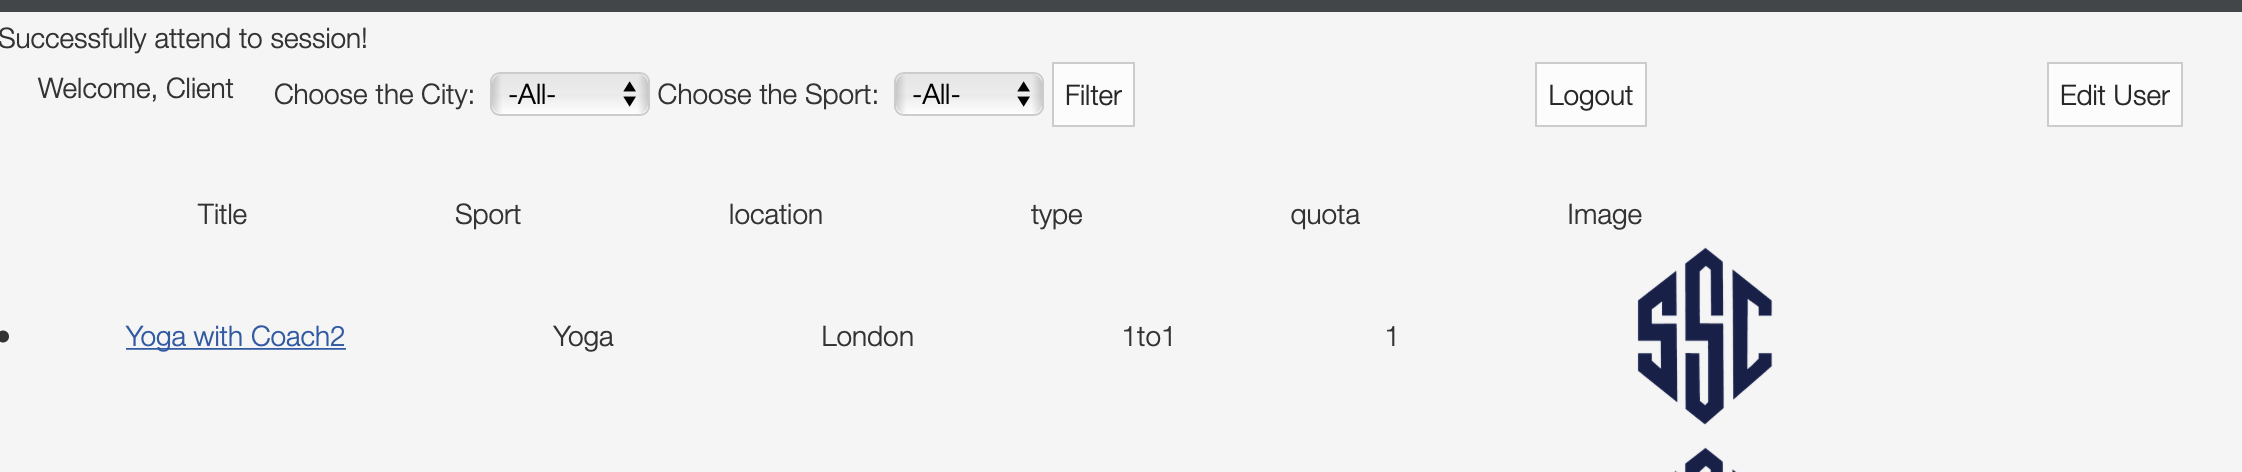 Successfully attend to session!
Welcome, Client Choose the City: -All- Choose the Sport: -All- Filter Logout Edit User
Title Sport location type quota Image
Yoga with Coach2 Yoga London 1to1 1 SSC